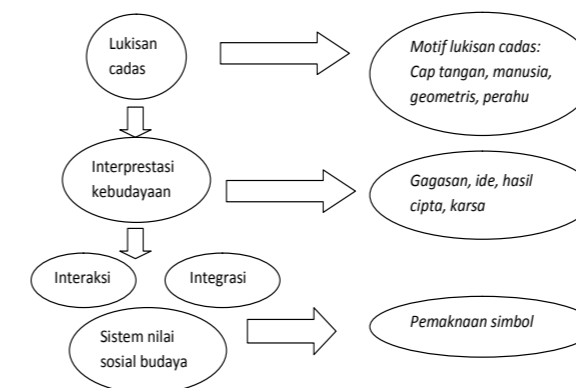 Lukisan
cadas
Motif lukisan cadas:
Cap tangan, manusia,
geometris, perahu
Interprestasi
kebudayaan
Gagasan, ide, hasil
cipta, karsa
Interaksi
Integrasi
Sistem nilai
sosial budaya
Pemaknaan simbol